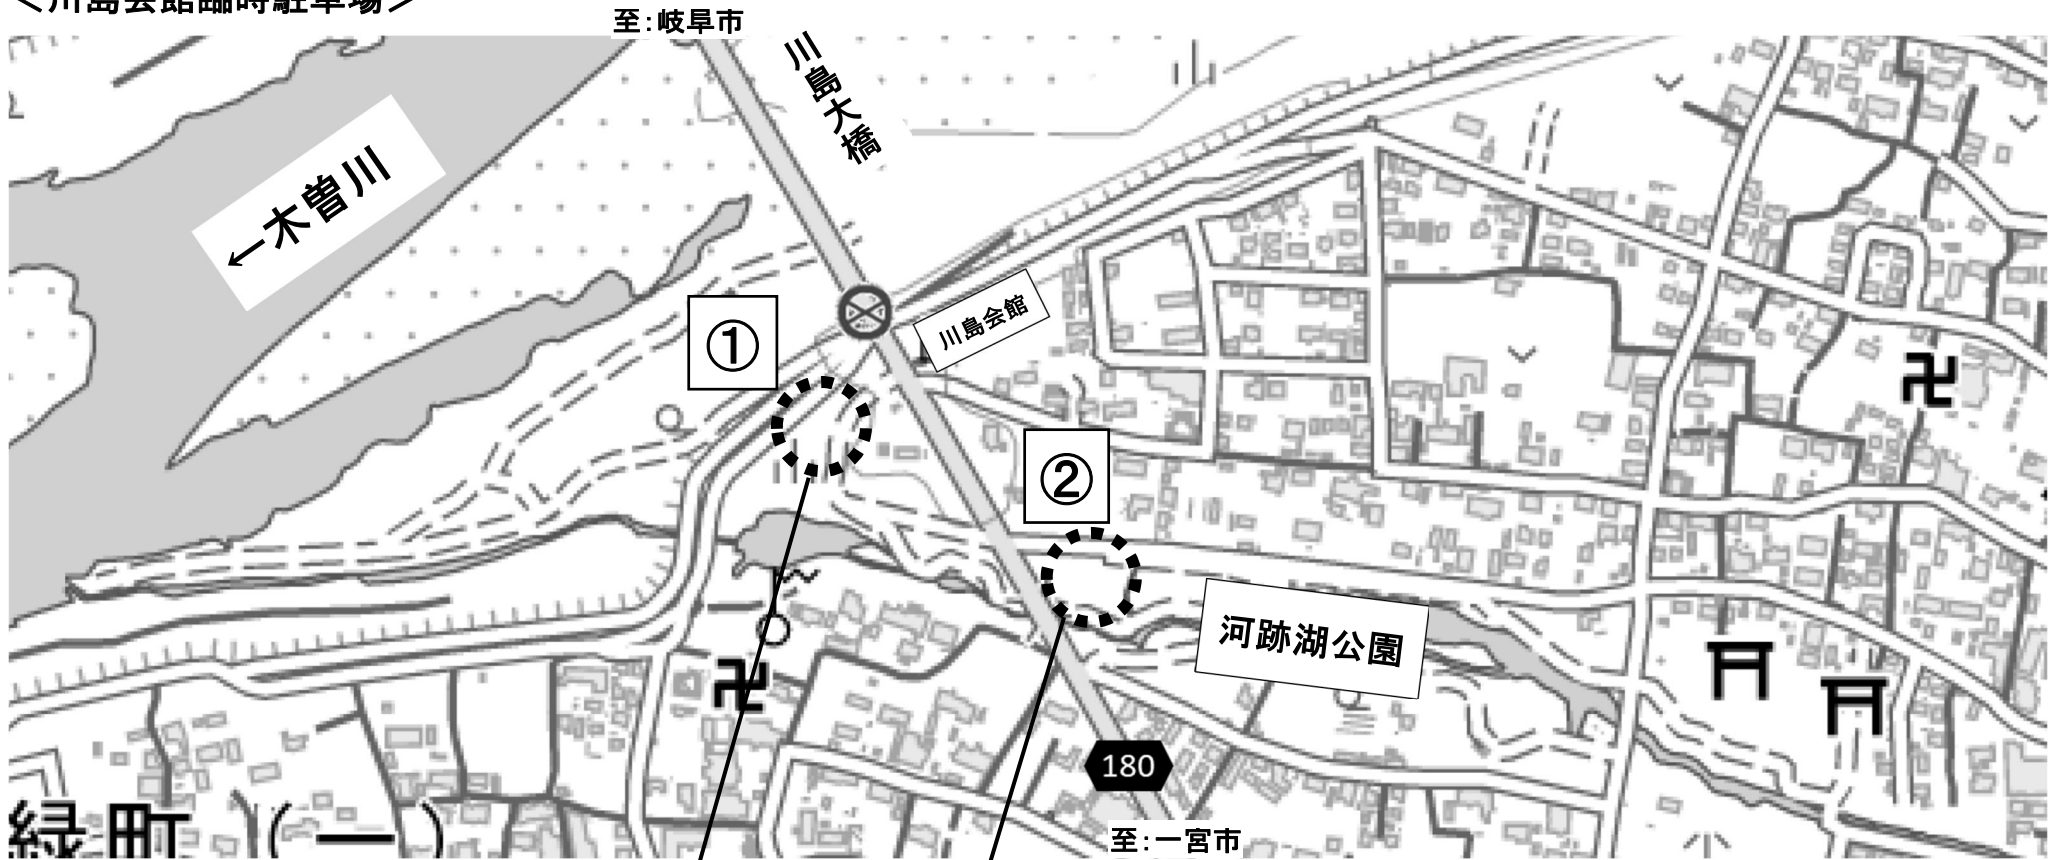 ＜川島会館臨時駐車場＞
至：岐阜市
川島大橋
←木曽川
①
川島会館
②
河跡湖公園
180
緑町（一）
至：一宮市